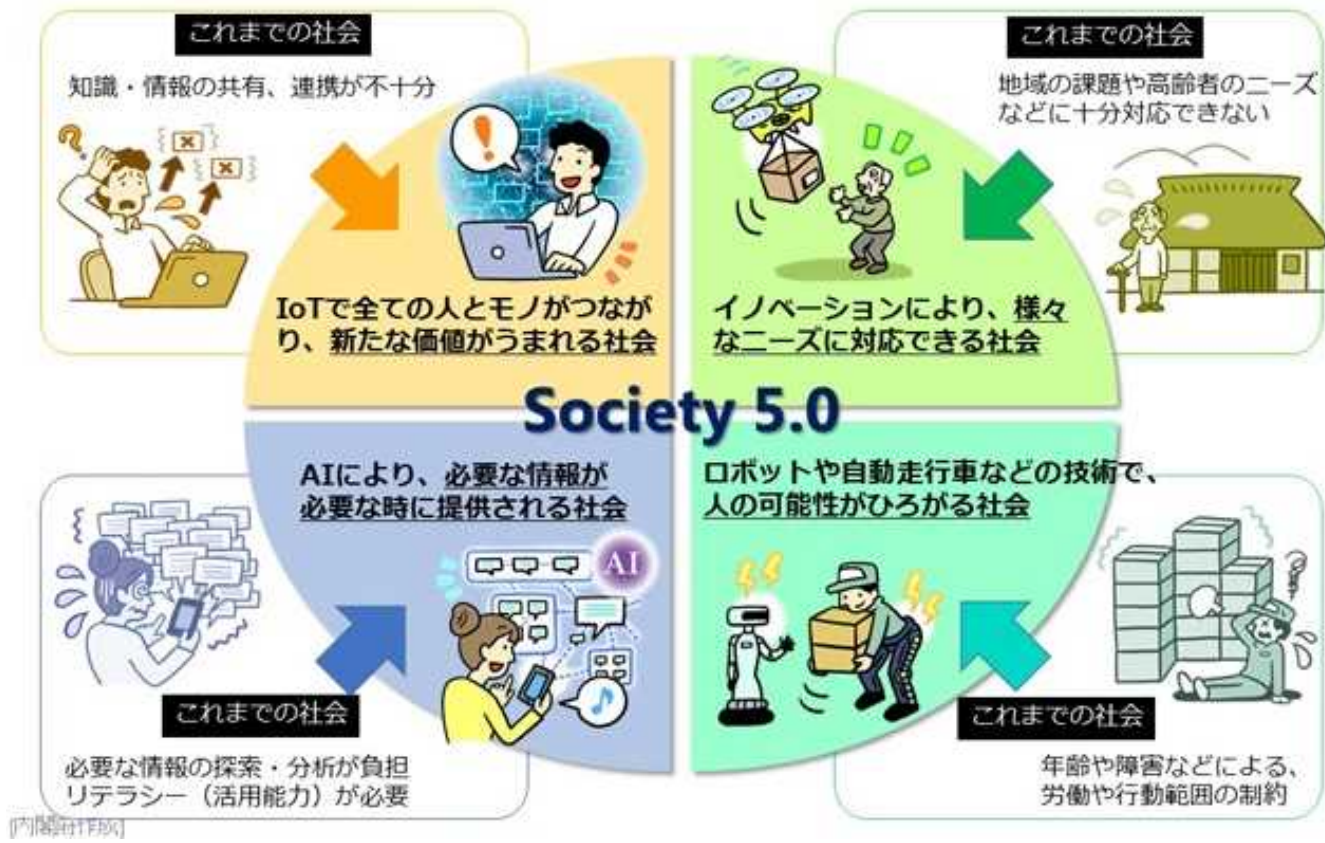 これまでの社会
知識・情報の共有、連携が不十分
IoTで全ての人とモノがつなが
り、新たな価値がうまれる社会
これまでの社会
地域の課題や高齢者のニーズ
などに十分対応できない
イノベーションにより、様々
なニーズに対応できる社会
Society 5.0
AIにより、必要な情報が
必要な時に提供される社会
AI
これまでの社会
必要な情報の探索・分析が負担
リテラシー（活用能力）が必要
ロボットや自動走行車などの技術で、
人の可能性がひろがる社会
これまでの社会
年齢や障害などによる、
労働や行動範囲の制約
[内閣府作成]